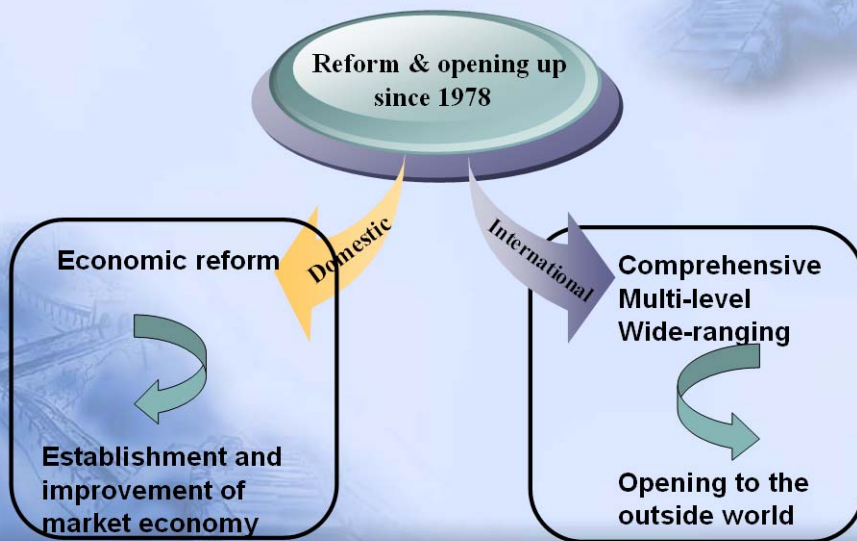 Reform & opening up
since 1978
Domestic
International
Economic reform
Establishment and
improvement of
market economy
Comprehensive
Multi-level
Wide-ranging
Opening to the
outside world